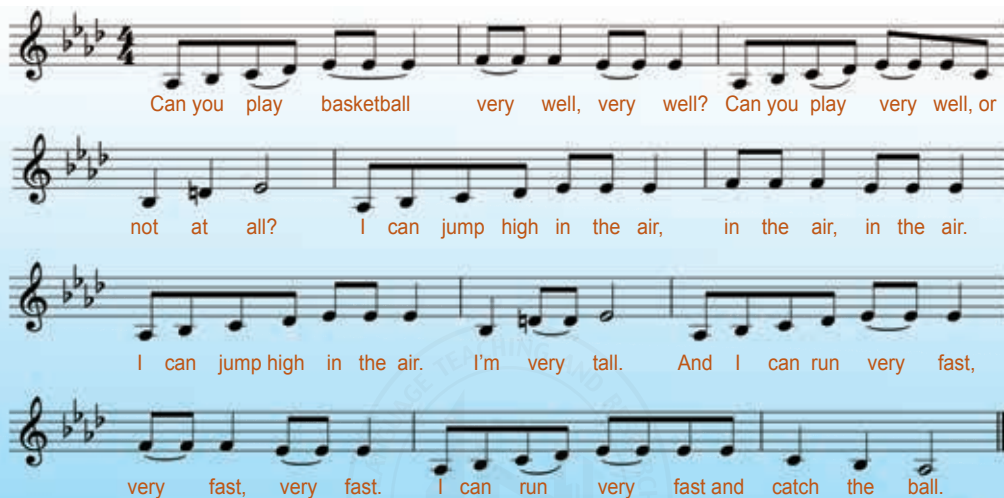 4
4
Can you play basketball very well, very well? Can you play very well, or
not at all? I can jump high in the air, in the air, in the air.
I can jump high in the air. I'm very tall. And I can run very fast,
very fast, very fast. I can run very fast and catch the ball.